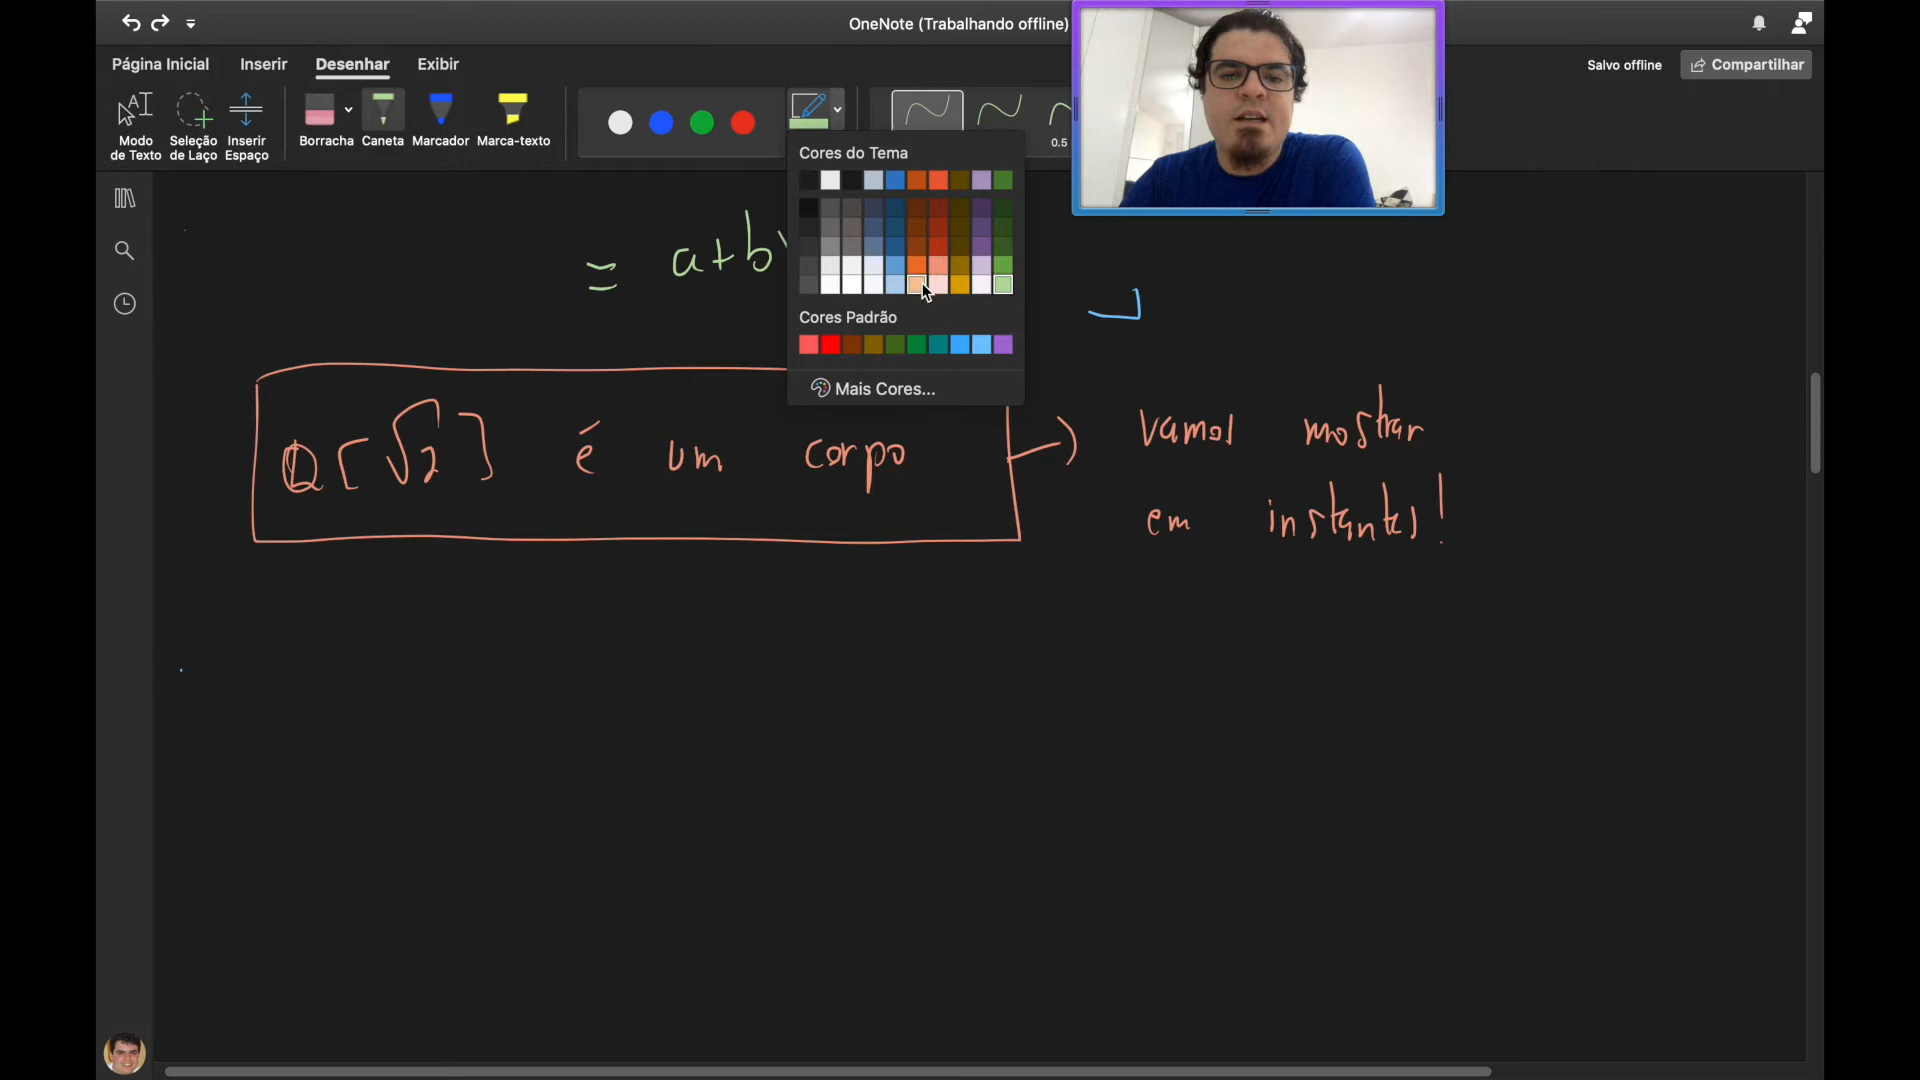 OneNote (Trabalhando offline)
Página Inicial Inserir Desenhar Exibir
Salvo offline Compartilhar
Modo de Texto
Seleção de Laço
Inserir Espaço
Borracha Caneta Marcador Marca-texto
0.5
Cores do Tema
Cores Padrão
Mais Cores...
= a+b
ℚ[√2] é um corpo
vamos mostrar
em instantes!